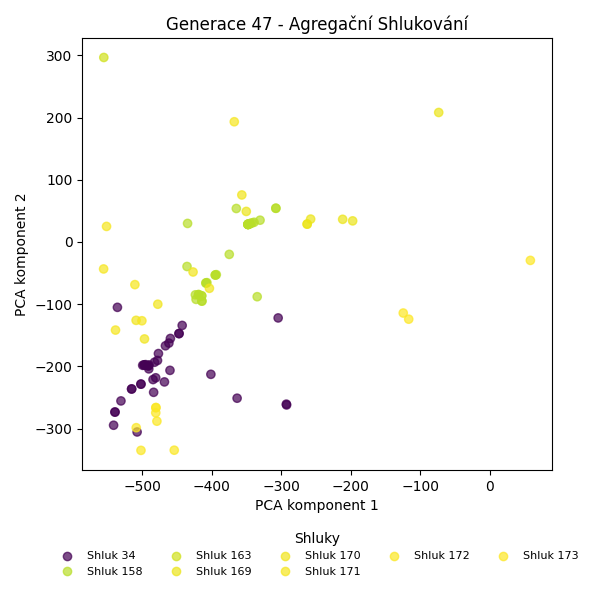 Generace 47 - Agregační Shlukování
300
200
100
0
−100
−200
−300
PCA komponent 2
−500 −400 −300 −200 −100 0
PCA komponent 1
Shluky
Shluk 34 Shluk 163 Shluk 170 Shluk 172 Shluk 173
Shluk 158 Shluk 169 Shluk 171